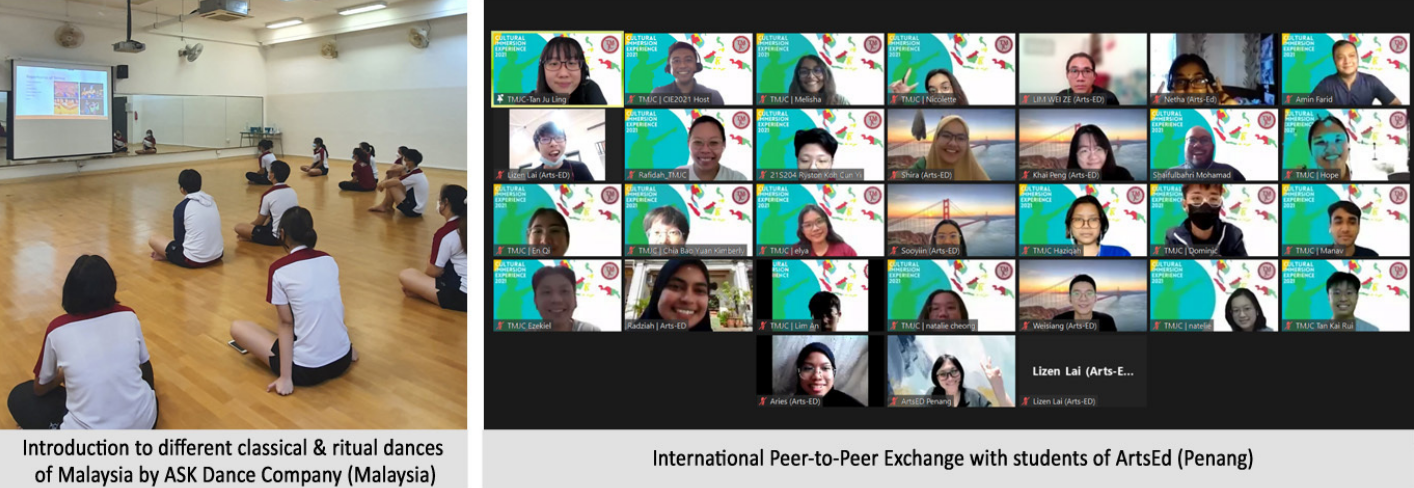 CULTURAL IMMERSION EXPERIENCE 2021
TMJC-Tan Ju Ling
TMJC | CIE2021 Host
TMJC | Melisha
TMJC | Nicolette
LIM WEI ZE (Arts-ED)
Netha (Arts-Ed)
Amin Farid
Lizen Lai (Arts-ED)
Rafidah_TMJC
21S204 Ryston Koh Cun Yi
Shira (Arts-ED)
Khai Peng (Arts-ED)
Shaifulbahri Mohamad
TMJC | Hope
TMJC | En Qi
TMJC | Chia Bao Yuan Kimberly
TMJC | elya
Sooyiin (Arts-ED)
TMJC Haziqah
TMJC | Dominic
TMJC | Manav
TMJC Ezekiel
Radziah | Arts-ED
TMJC | Lim An
TMJC | natalie cheong
Weisiang (Arts-ED)
TMJC | natelie
TMJC Tan Kai Rui
Aries (Arts-ED)
ArtsED Penang
Lizen Lai (Arts-E...
Lizen Lai (Arts-ED)
Introduction to different classical & ritual dances
of Malaysia by ASK Dance Company (Malaysia)
International Peer-to-Peer Exchange with students of ArtsEd (Penang)